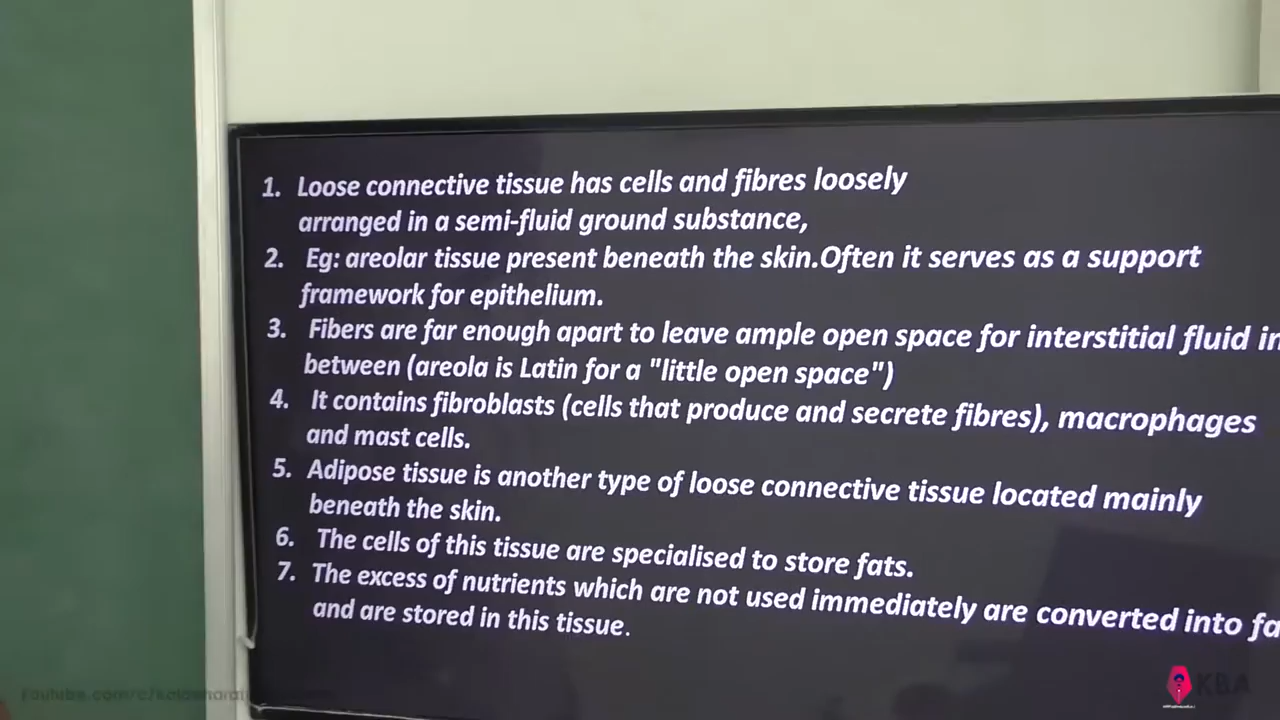 1. Loose connective tissue has cells and fibres loosely
arranged in a semi-fluid ground substance,
2. Eg: areolar tissue present beneath the skin.Often it serves as a support
framework for epithelium.
3. Fibers are far enough apart to leave ample open space for interstitial fluid in
between (areola is Latin for a "little open space")
4. It contains fibroblasts (cells that produce and secrete fibres), macrophages
and mast cells.
5. Adipose tissue is another type of loose connective tissue located mainly
beneath the skin.
6. The cells of this tissue are specialised to store fats.
7. The excess of nutrients which are not used immediately are converted into fa
and are stored in this tissue.
KBA